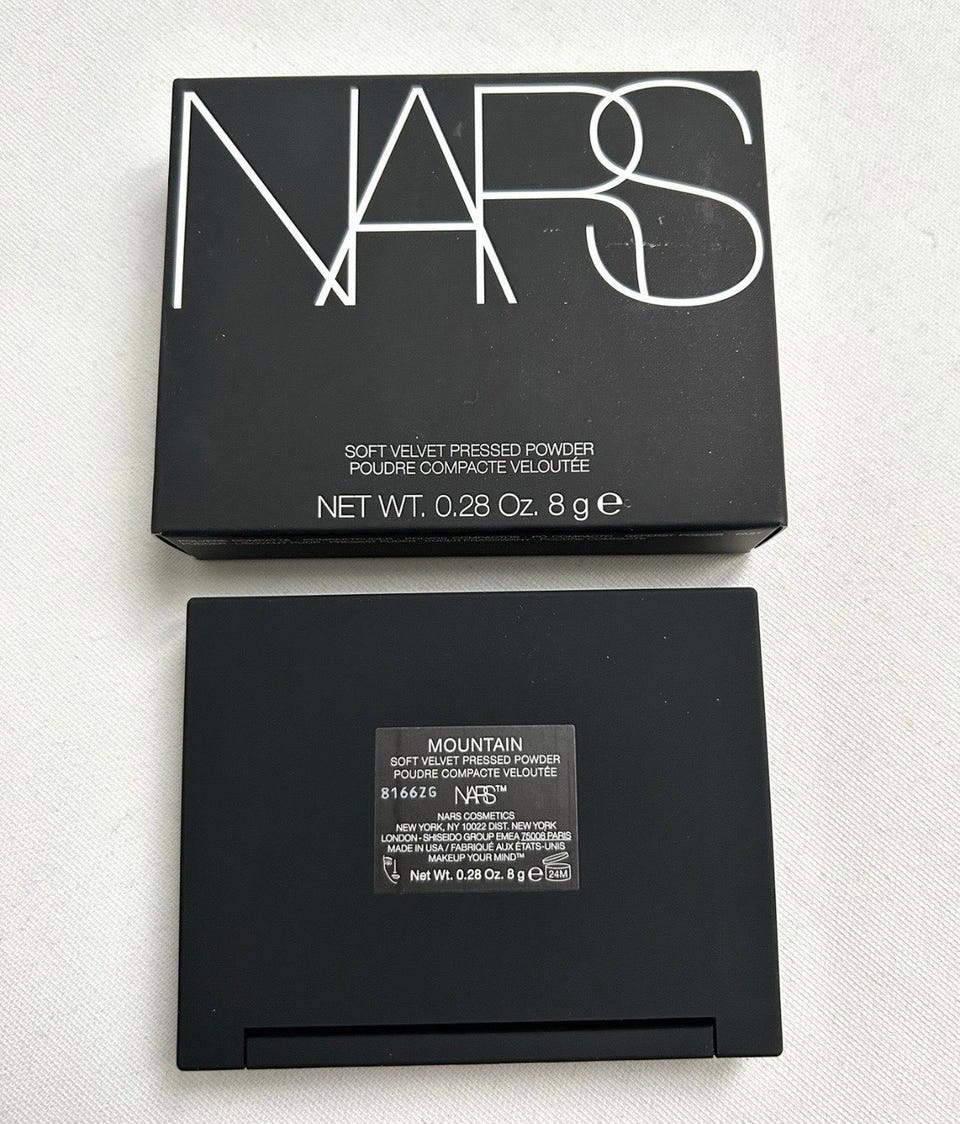 NARS
SOFT VELVET PRESSED POWDER
POUDRE COMPACTE VELOUTÉE
NET WT. 0.28 Oz. 8 g e
MOUNTAIN
SOFT VELVET PRESSED POWDER
POUDRE COMPACTE VELOUTÉE
8166ZG NARS™
NARS COSMETICS
NEW YORK, NY 10022 DIST. NEW YORK
LONDON - SHISEIDO GROUP EMEA 75008 PARIS
MADE IN USA / FABRIQUÉ AUX ÉTATS-UNIS
MAKEUP YOUR MIND™
Net Wt. 0.28 Oz. 8 g e 24M